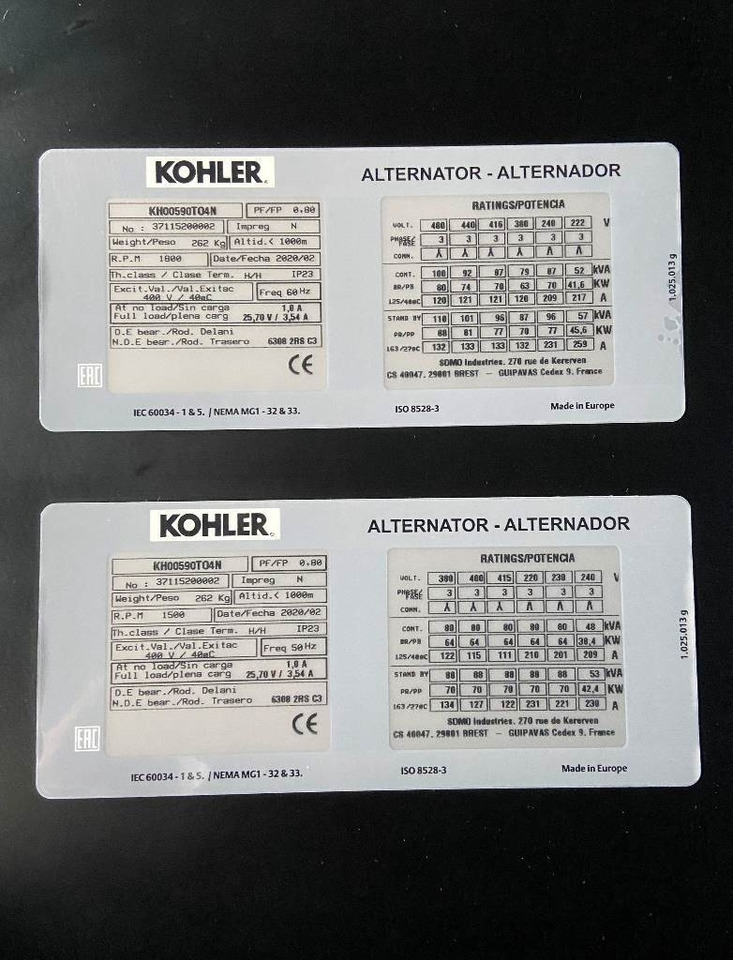 KOHLER. ALTERNATOR - ALTERNADOR
KH00590TO4N PF/FP 0.80
No : 37115200002 Impreg N
Weight/Peso 262 Kg Altid.< 1000m
R.P.M 1800 Date/Fecha 2020/02
Th.class / Clase Term. H/H IP23
Excit.Val./Val.Exitac Freq 60 Hz
400 V / 40øC
At no load/Sin carga 1,0 A
Full load/plena carg 25,70 V / 3,54 A
D.E bear./Rod. Delani
N.D.E bear./Rod. Trasero 6308 2RS C3
EAC CE
RATINGS/POTENCIA
VOLT. 480 440 416 380 240 222 V
PHASE/FASE 3 3 3 3 3 3
CONN.
CONT. 100 92 87 79 87 52 kVA
BR/PB 80 74 70 63 70 41,6 KW
125/40øC 120 121 121 120 209 217 A
STAND BY 110 101 96 87 96 57 kVA
PR/PP 88 81 77 70 77 45,6 KW
163/27øC 132 133 133 132 231 259 A
SDMO Industries. 270 rue de Kererven
CS 40047. 29801 BREST – GUIPAVAS Cedex 9. France
1.025.013 g
IEC 60034 - 1 & 5. / NEMA MG1 - 32 & 33. ISO 8528-3 Made in Europe
KOHLER. ALTERNATOR - ALTERNADOR
KH00590TO4N PF/FP 0.80
No : 37115200002 Impreg N
Weight/Peso 262 Kg Altid.< 1000m
R.P.M 1500 Date/Fecha 2020/02
Th.class / Clase Term. H/H IP23
Excit.Val./Val.Exitac Freq 50 Hz
400 V / 40øC
At no load/Sin carga 1,0 A
Full load/plena carg 25,70 V / 3,54 A
D.E bear./Rod. Delani
N.D.E bear./Rod. Trasero 6308 2RS C3
EAC CE
RATINGS/POTENCIA
VOLT. 380 400 415 220 230 240 V
PHASE/FASE 3 3 3 3 3 3
CONN.
CONT. 80 80 80 80 80 48 kVA
BR/PB 64 64 64 64 64 38,4 KW
125/40øC 122 115 111 210 201 209 A
STAND BY 88 88 88 88 88 53 kVA
PR/PP 70 70 70 70 70 42,4 KW
163/27øC 134 127 122 231 221 230 A
SDMO Industries. 270 rue de Kererven
CS 40047. 29801 BREST – GUIPAVAS Cedex 9. France
1.025.013 g
IEC 60034 - 1 & 5. / NEMA MG1 - 32 & 33. ISO 8528-3 Made in Europe